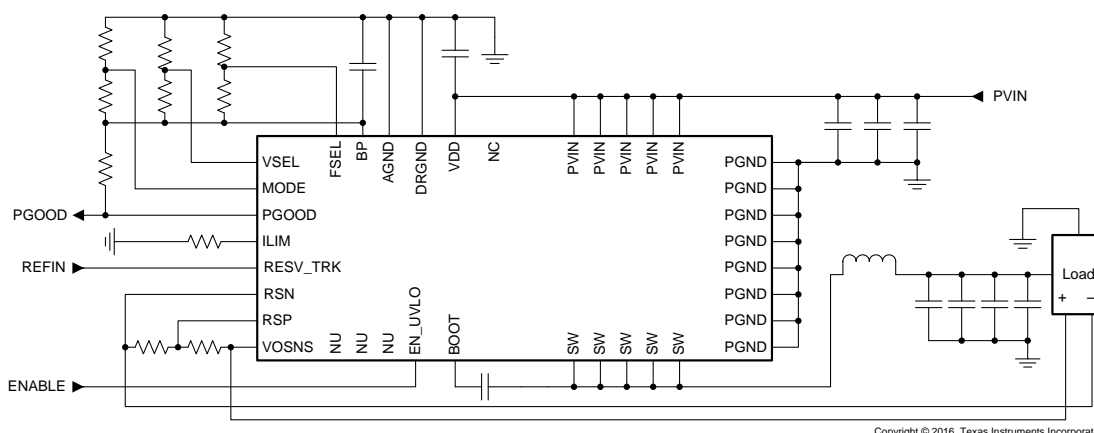 PVIN
FSEL
BP
AGND
DRGND
VDD
NC
PVIN
PVIN
PVIN
PVIN
PVIN
VSEL
MODE
PGOOD
ILIM
RESV_TRK
RSN
RSP
VOSNS
PGOOD
REFIN
ENABLE
NU
NU
NU
EN_UVLO
BOOT
SW
SW
SW
SW
SW
PGND
PGND
PGND
PGND
PGND
PGND
PGND
PGND
Load
+ −
Copyright © 2016, Texas Instruments